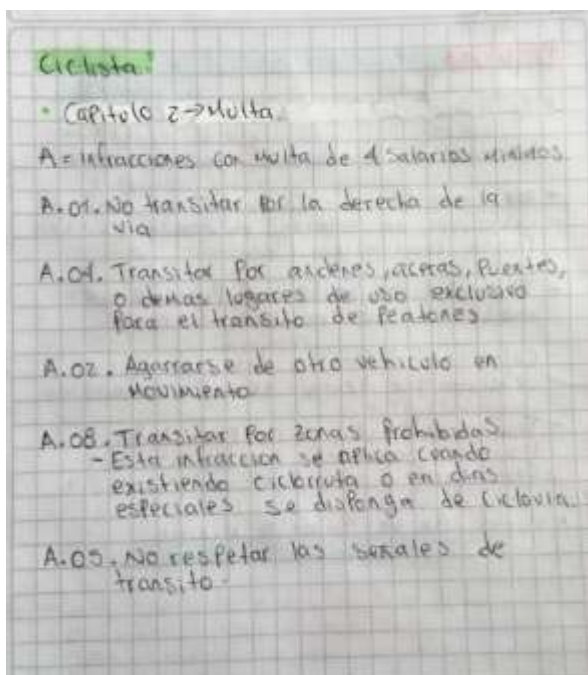 Ciclista:
• Capitulo 2→Multa
A = Infracciones con multa de 4 salarios minimos
A.01. No transitar por la derecha de la
via
A.04. Transitar por andenes, aceras, Puentes,
o demas lugares de uso exclusivo
Para el transito de Peatones
A.02. Agarrarse de otro vehiculo en
Movimiento
A.08. Transitar Por zonas Prohibidas.
- Esta infraccion se aplica cuando
existiendo ciclorruta o en dias
especiales se disponga de ciclovia
A.05. No respetar las señales de
transito.